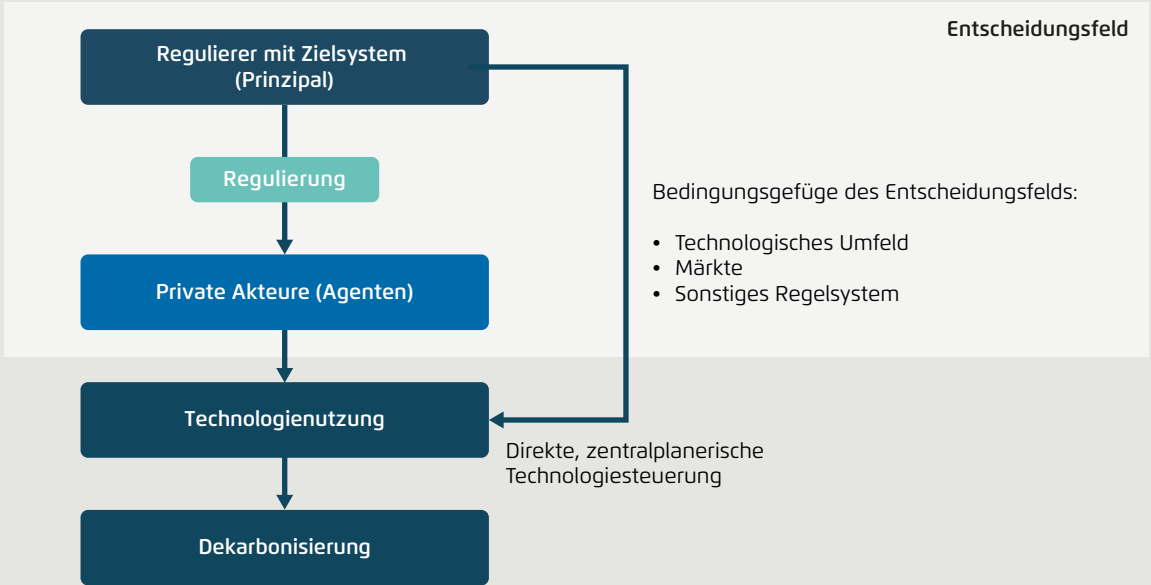 Entscheidungsfeld
Regulierer mit Zielsystem
(Prinzipal)
Regulierung
Bedingungsgefüge des Entscheidungsfelds:
• Technologisches Umfeld
• Märkte
• Sonstiges Regelsystem
Private Akteure (Agenten)
Technologienutzung
Direkte, zentralplanerische
Technologiesteuerung
Dekarbonisierung